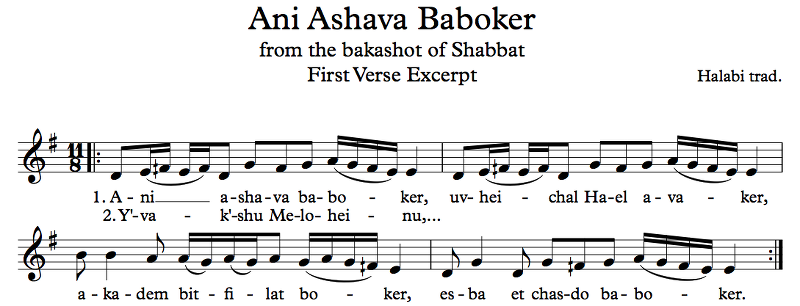 Ani Ashava Baboker
from the bakashot of Shabbat
First Verse Excerpt
Halabi trad.
11
8
1. A - ni a - sha - va ba - bo - ker, uv - hei - chal Ha - el a - va - ker,
2. Y'- va - k'- shu Me - lo - hei - nu,...
a - ka - dem bit - fi - lat bo - ker, es - ba et chas - do ba - bo - ker.